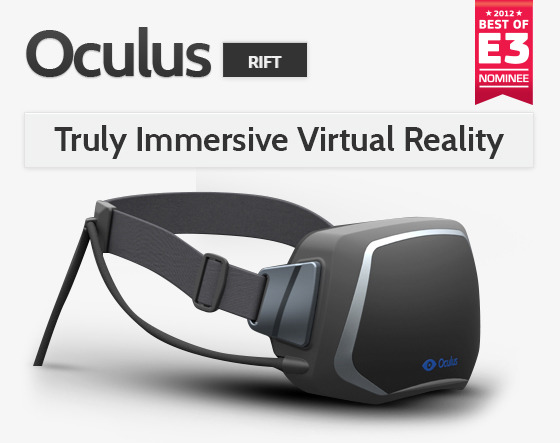 Oculus RIFT
★ 2012 ★
BEST OF
E3
NOMINEE
Truly Immersive Virtual Reality
Oculus